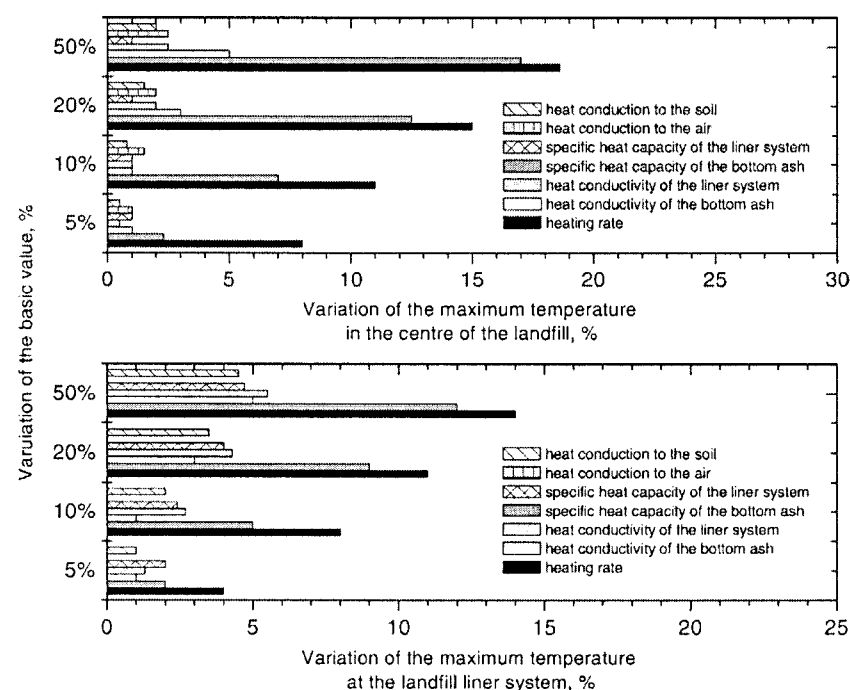 Varuiation of the basic value, %
50%
20%
10%
5%
heat conduction to the soil
heat conduction to the air
specific heat capacity of the liner system
specific heat capacity of the bottom ash
heat conductivity of the liner system
heat conductivity of the bottom ash
heating rate
0 5 10 15 20 25 30
Variation of the maximum temperature
in the centre of the landfill, %
50%
20%
10%
5%
heat conduction to the soil
heat conduction to the air
specific heat capacity of the liner system
specific heat capacity of the bottom ash
heat conductivity of the liner system
heat conductivity of the bottom ash
heating rate
0 5 10 15 20 25
Variation of the maximum temperature
at the landfill liner system, %